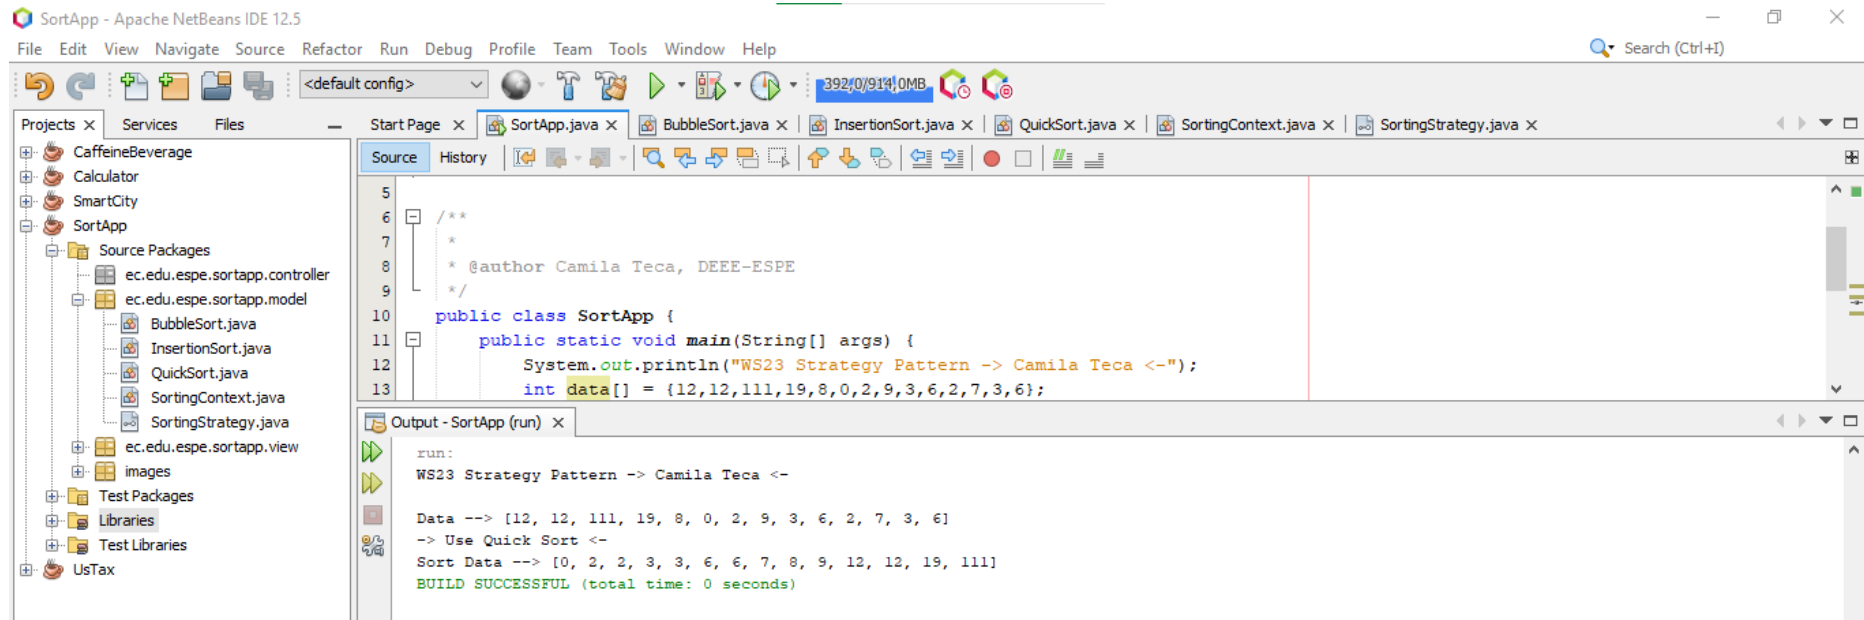 SortApp - Apache NetBeans IDE 12.5
File Edit View Navigate Source Refactor Run Debug Profile Team Tools Window Help
Search (Ctrl+I)
<default config>
392,0/914,0MB
Projects Services Files
Start Page SortApp.java BubbleSort.java InsertionSort.java QuickSort.java SortingContext.java SortingStrategy.java
CaffeineBeverage
Calculator
SmartCity
SortApp
Source Packages
ec.edu.espe.sortapp.controller
ec.edu.espe.sortapp.model
BubbleSort.java
InsertionSort.java
QuickSort.java
SortingContext.java
SortingStrategy.java
ec.edu.espe.sortapp.view
images
Test Packages
Libraries
Test Libraries
UsTax
Source History
5
6 /**
7 *
8 * @author Camila Teca, DEEE-ESPE
9 */
10 public class SortApp {
11 public static void main(String[] args) {
12 System.out.println("WS23 Strategy Pattern -> Camila Teca <-");
13 int data[] = {12,12,111,19,8,0,2,9,3,6,2,7,3,6};
Output - SortApp (run)
run:
WS23 Strategy Pattern -> Camila Teca <-
Data --> [12, 12, 111, 19, 8, 0, 2, 9, 3, 6, 2, 7, 3, 6]
-> Use Quick Sort <-
Sort Data --> [0, 2, 2, 3, 3, 6, 6, 7, 8, 9, 12, 12, 19, 111]
BUILD SUCCESSFUL (total time: 0 seconds)